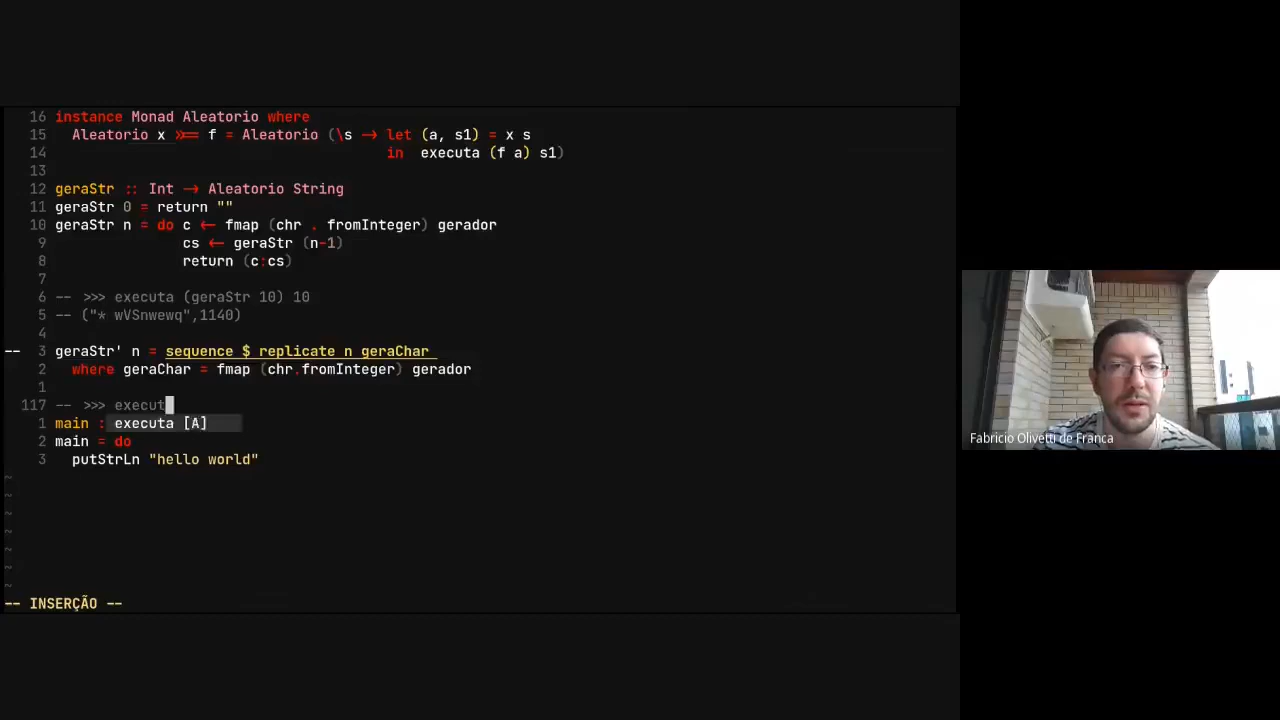 16 instance Monad Aleatorio where
15   Aleatorio x >>= f = Aleatorio (\s -> let (a, s1) = x s
14                                        in  executa (f a) s1)
13
12 geraStr :: Int -> Aleatorio String
11 geraStr 0 = return ""
10 geraStr n = do c <- fmap (chr . fromInteger) gerador
9                cs <- geraStr (n-1)
8                return (c:cs)
7
6 -- >>> executa (geraStr 10) 10
5 -- ("* wVSnwewq",1140)
4
-- 3 geraStr' n = sequence $ replicate n geraChar
2   where geraChar = fmap (chr.fromInteger) gerador
1
117 -- >>> execut
1 main : executa [A]
2 main = do
3   putStrLn "hello world"
~
~
~
~
~
~
~
-- INSERÇÃO --
Fabricio Olivetti de Franca